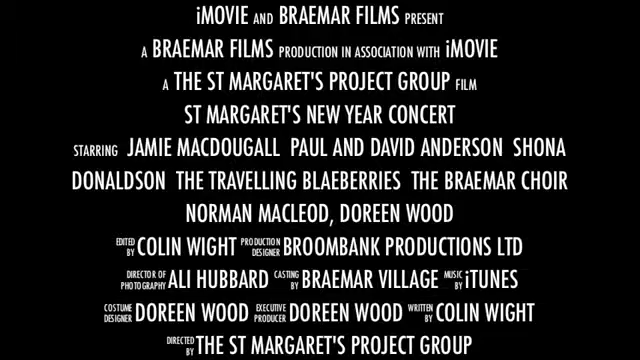 iMOVIE AND BRAEMAR FILMS PRESENT
A BRAEMAR FILMS PRODUCTION IN ASSOCIATION WITH iMOVIE
A THE ST MARGARET'S PROJECT GROUP FILM
ST MARGARET'S NEW YEAR CONCERT
STARRING JAMIE MACDOUGALL PAUL AND DAVID ANDERSON SHONA
DONALDSON THE TRAVELLING BLAEBERRIES THE BRAEMAR CHOIR
NORMAN MACLEOD, DOREEN WOOD
EDITED BY COLIN WIGHT PRODUCTION DESIGNER BROOMBANK PRODUCTIONS LTD
DIRECTOR OF PHOTOGRAPHY ALI HUBBARD CASTING BY BRAEMAR VILLAGE MUSIC BY iTUNES
COSTUME DESIGNER DOREEN WOOD EXECUTIVE PRODUCER DOREEN WOOD WRITTEN BY COLIN WIGHT
DIRECTED BY THE ST MARGARET'S PROJECT GROUP